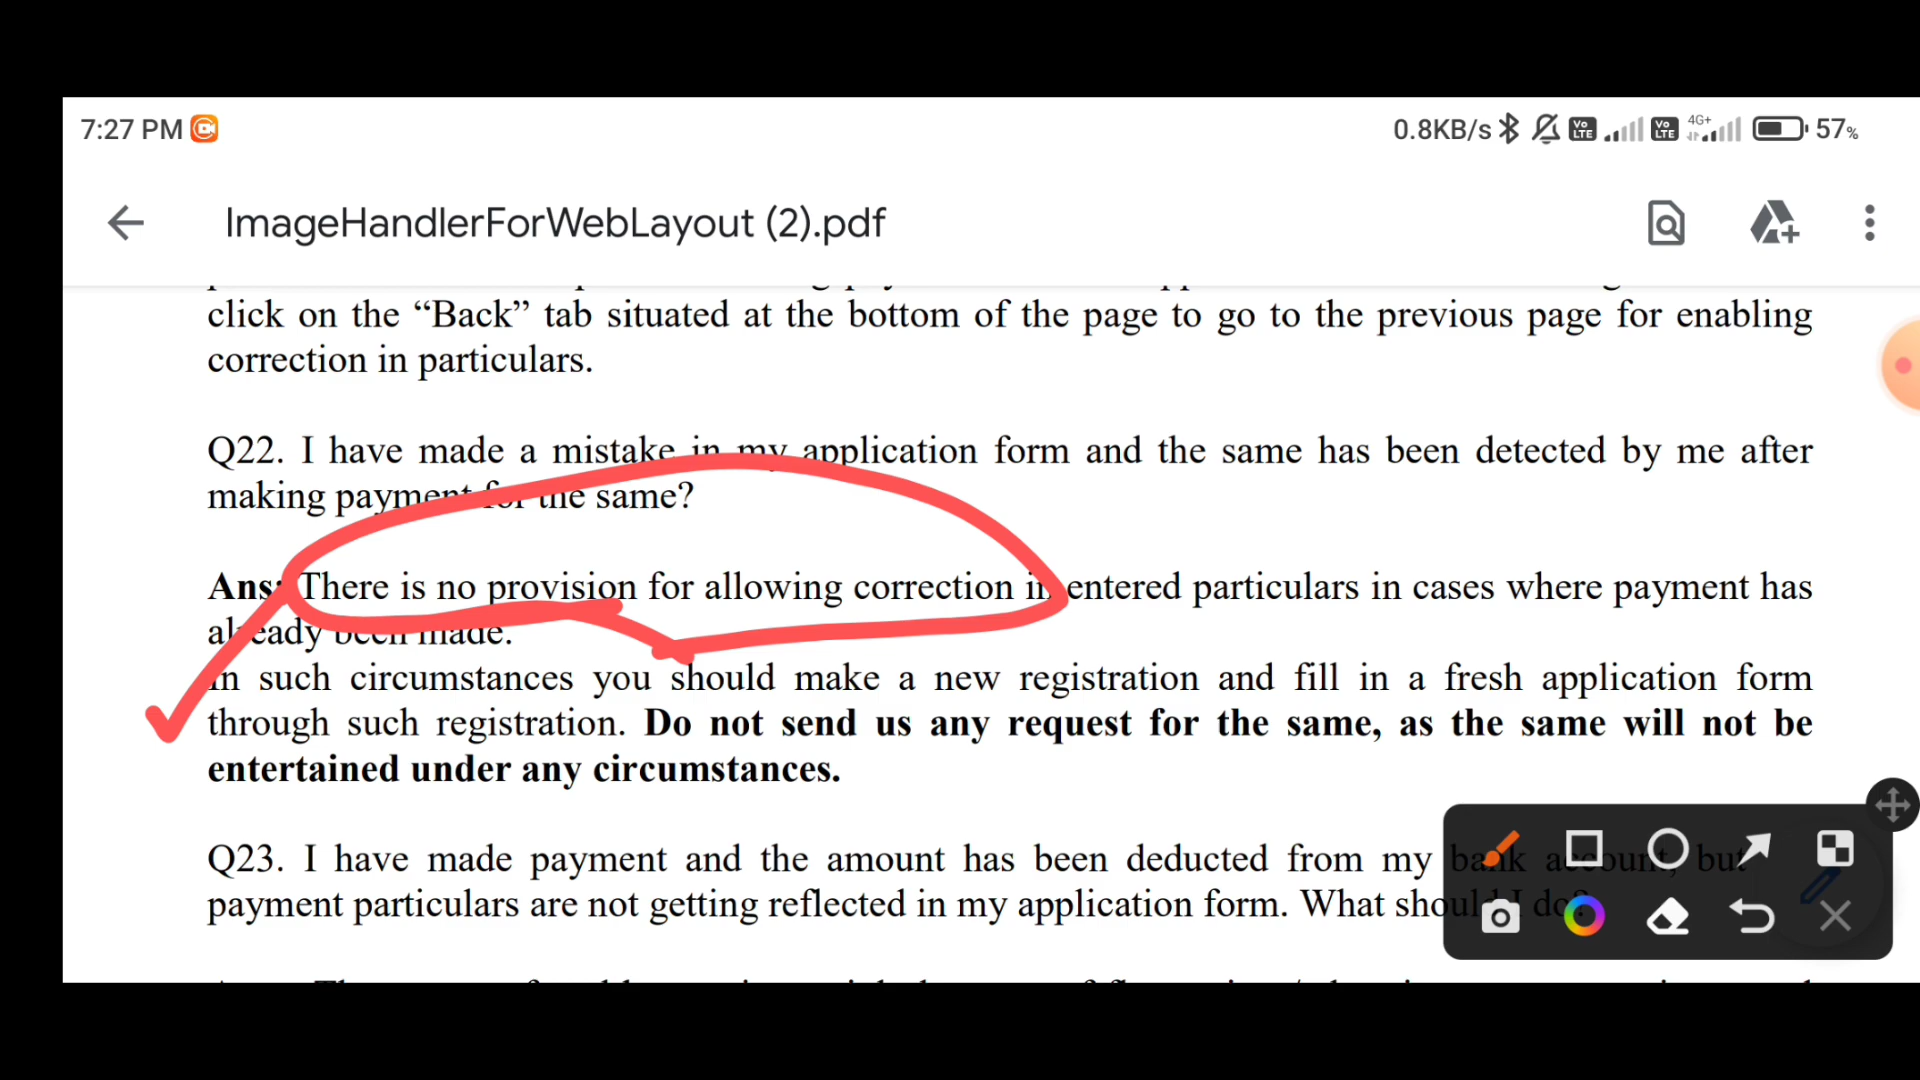 7:27 PM
0.8KB/s Vo LTE Vo LTE 4G+ 57%
ImageHandlerForWebLayout (2).pdf
click on the “Back” tab situated at the bottom of the page to go to the previous page for enabling
correction in particulars.
Q22. I have made a mistake in my application form and the same has been detected by me after
making payment for the same?
Ans: There is no provision for allowing correction in entered particulars in cases where payment has
already been made.
In such circumstances you should make a new registration and fill in a fresh application form
through such registration. Do not send us any request for the same, as the same will not be
entertained under any circumstances.
Q23. I have made payment and the amount has been deducted from my bank account, but
payment particulars are not getting reflected in my application form. What should I do?